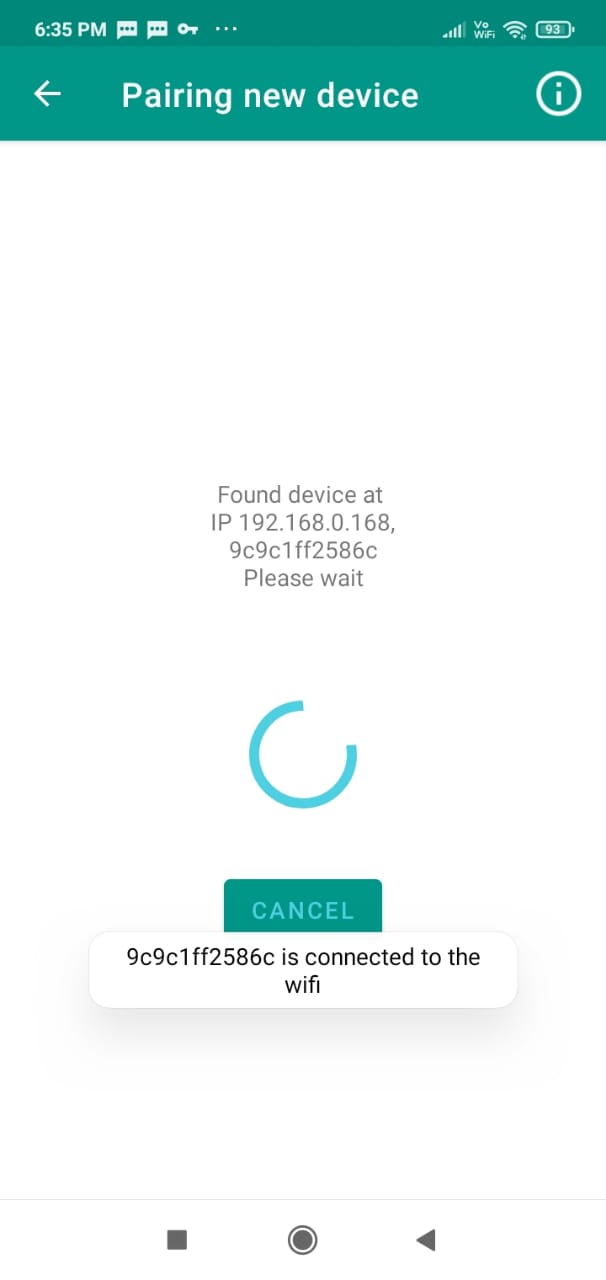 6:35 PM
Vo
WiFi
93
Pairing new device
Found device at
IP 192.168.0.168,
9c9c1ff2586c
Please wait
CANCEL
9c9c1ff2586c is connected to the
wifi